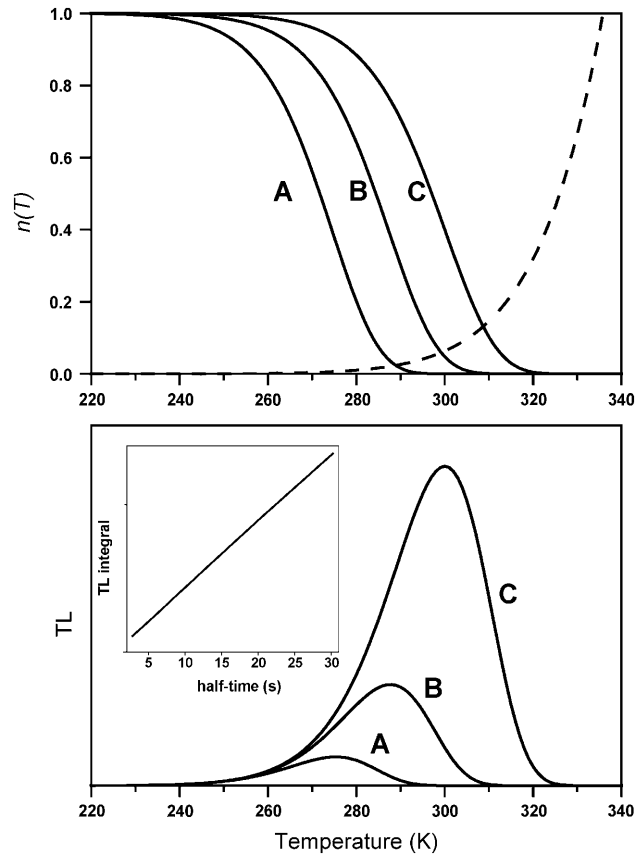 1.0
0.8
0.6
0.4
0.2
0.0
n(T)
A B C
220 240 260 280 300 320 340
TL
TL integral
5 10 15 20 25 30
half-time (s)
A
B
C
220 240 260 280 300 320 340
Temperature (K)